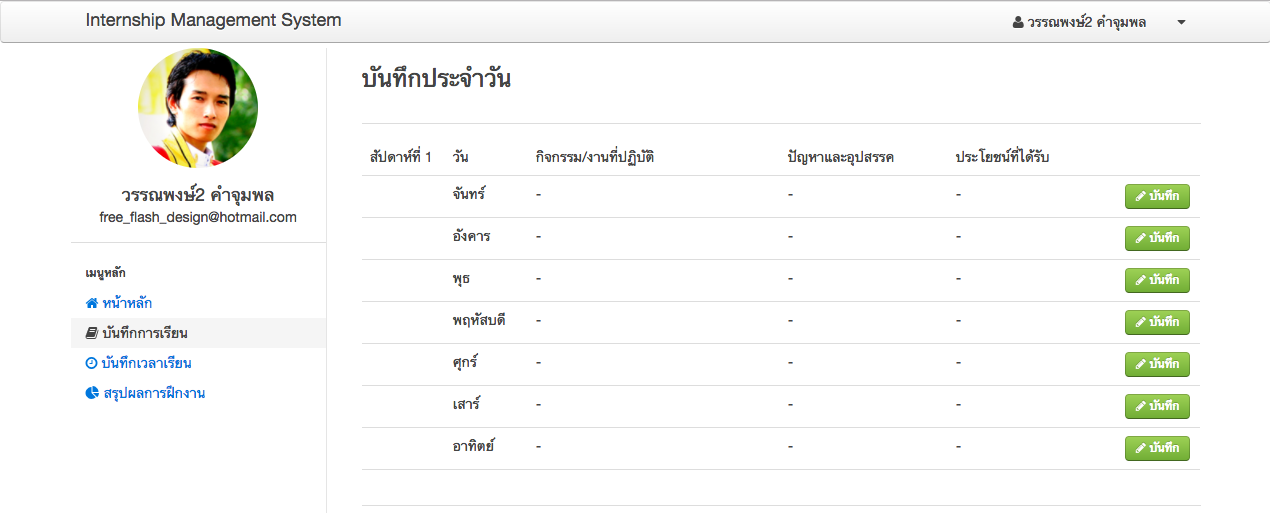 Internship Management System
วรรณพงษ์2 คำจุมพล
วรรณพงษ์2 คำจุมพล
free_flash_design@hotmail.com
เมนูหลัก
หน้าหลัก
บันทึกการเรียน
บันทึกเวลาเรียน
สรุปผลการฝึกงาน
บันทึกประจำวัน
สัปดาห์ที่ 1 วัน กิจกรรม/งานที่ปฏิบัติ ปัญหาและอุปสรรค ประโยชน์ที่ได้รับ
จันทร์ - - - บันทึก
อังคาร - - - บันทึก
พุธ - - - บันทึก
พฤหัสบดี - - - บันทึก
ศุกร์ - - - บันทึก
เสาร์ - - - บันทึก
อาทิตย์ - - - บันทึก